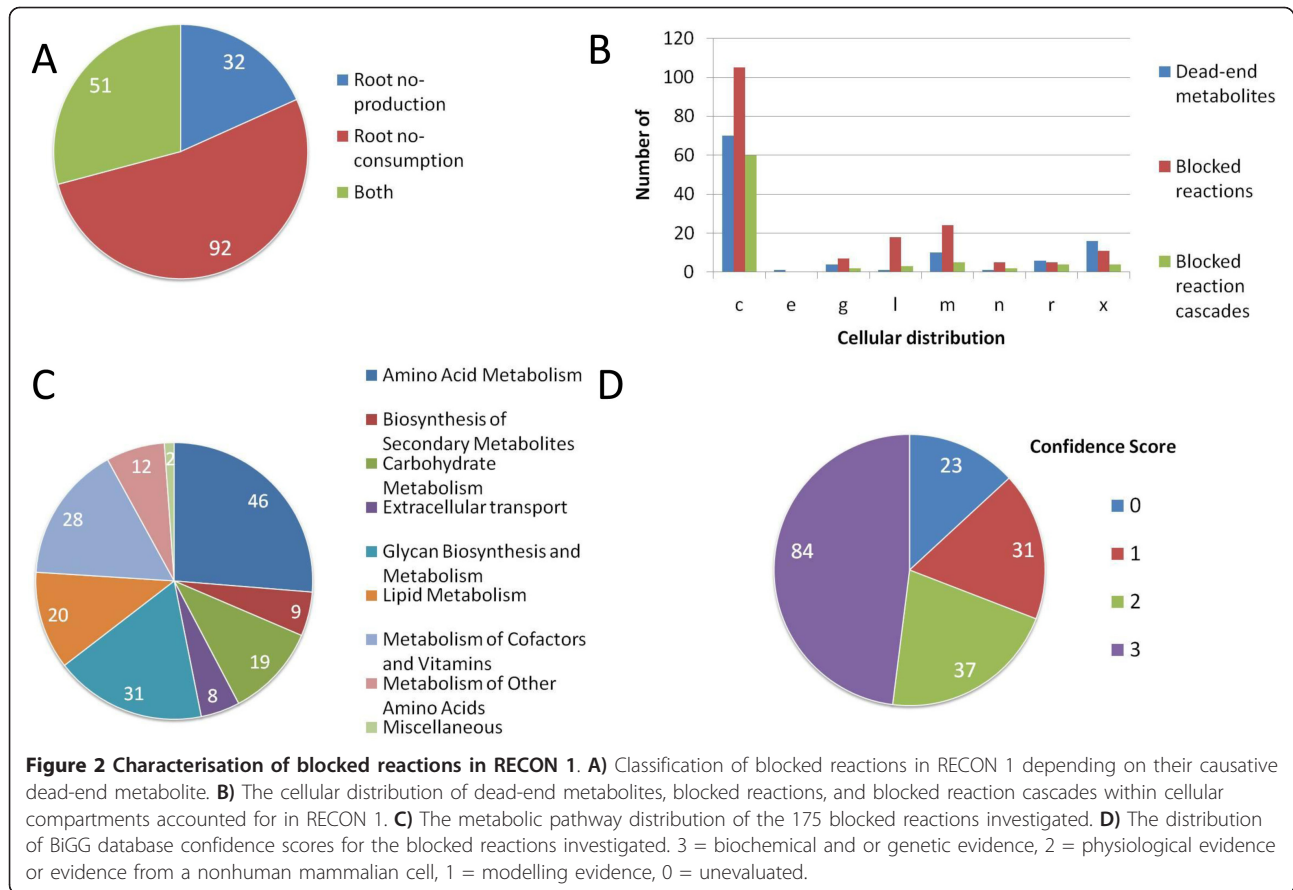 A
32
51
92
Root no-
production
Root no-
consumption
Both
B
120
100
80
60
40
20
0
Number of
c e g l m n r x
Cellular distribution
Dead-end
metabolites
Blocked
reactions
Blocked
reaction
cascades
C
2
12
46
28
20
9
19
31
8
Amino Acid Metabolism
Biosynthesis of
Secondary Metabolites
Carbohydrate
Metabolism
Extracellular transport
Glycan Biosynthesis and
Metabolism
Lipid Metabolism
Metabolism of Cofactors
and Vitamins
Metabolism of Other
Amino Acids
Miscellaneous
D
23
31
84
37
Confidence Score
0
1
2
3
Figure 2 Characterisation of blocked reactions in RECON 1. A) Classification of blocked reactions in RECON 1 depending on their causative
dead-end metabolite. B) The cellular distribution of dead-end metabolites, blocked reactions, and blocked reaction cascades within cellular
compartments accounted for in RECON 1. C) The metabolic pathway distribution of the 175 blocked reactions investigated. D) The distribution
of BiGG database confidence scores for the blocked reactions investigated. 3 = biochemical and or genetic evidence, 2 = physiological evidence
or evidence from a nonhuman mammalian cell, 1 = modelling evidence, 0 = unevaluated.